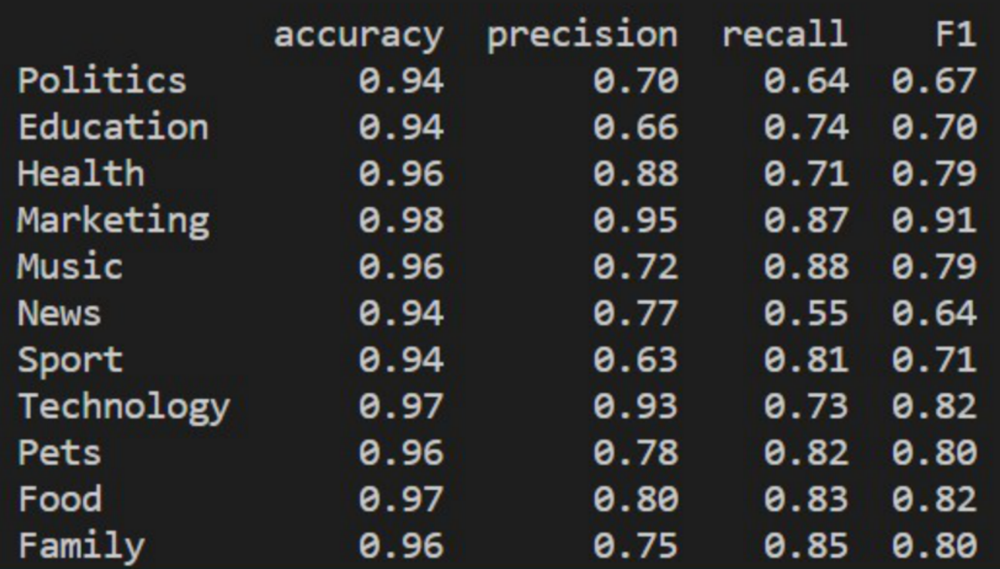 accuracy precision recall F1
Politics 0.94 0.70 0.64 0.67
Education 0.94 0.66 0.74 0.70
Health 0.96 0.88 0.71 0.79
Marketing 0.98 0.95 0.87 0.91
Music 0.96 0.72 0.88 0.79
News 0.94 0.77 0.55 0.64
Sport 0.94 0.63 0.81 0.71
Technology 0.97 0.93 0.73 0.82
Pets 0.96 0.78 0.82 0.80
Food 0.97 0.80 0.83 0.82
Family 0.96 0.75 0.85 0.80